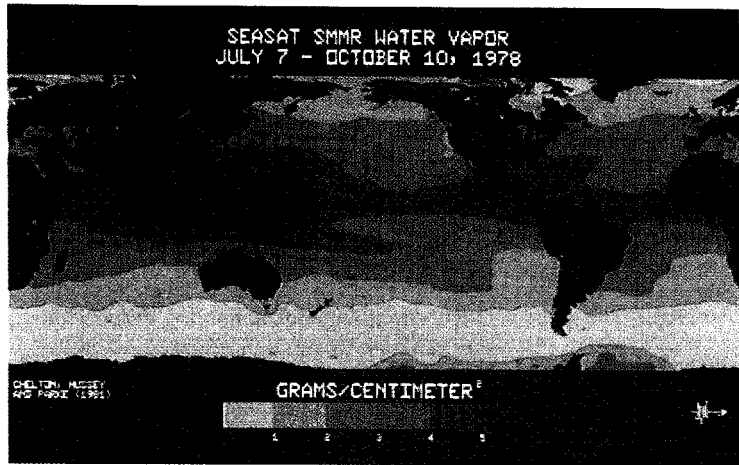 SEASAT SMMR WATER VAPOR
JULY 7 - OCTOBER 10, 1978
CHELTON, HUSSEY
AND PARKE (1981)
GRAMS/CENTIMETER²
1 2 3 4 5